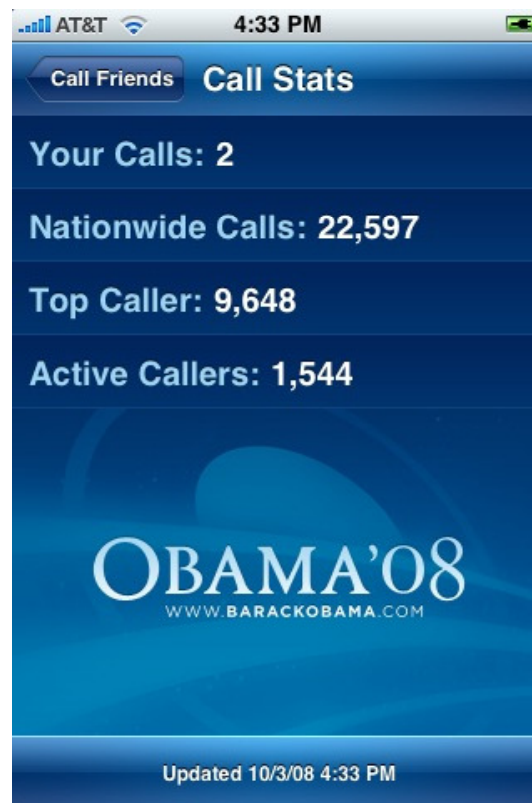 AT&T 4:33 PM
Call Friends Call Stats
Your Calls: 2
Nationwide Calls: 22,597
Top Caller: 9,648
Active Callers: 1,544
OBAMA'08
WWW.BARACKOBAMA.COM
Updated 10/3/08 4:33 PM